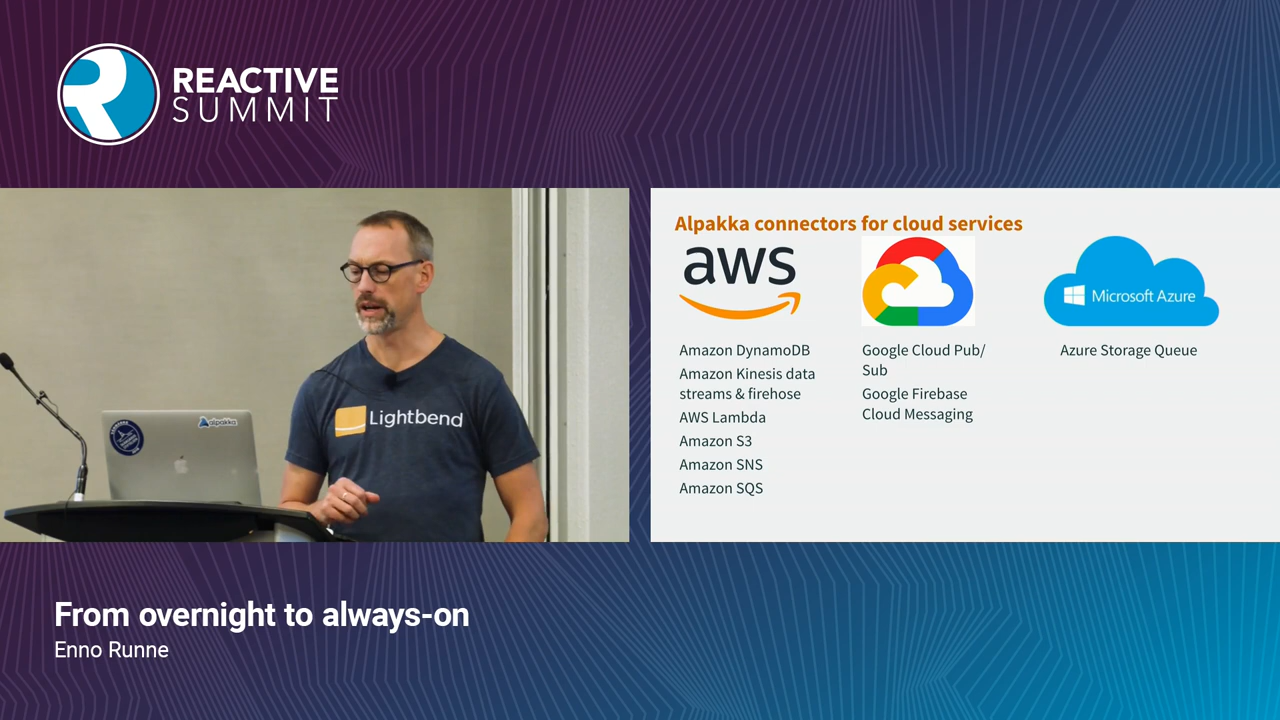 REACTIVE
SUMMIT
Lightbend
alpakka
Alpakka connectors for cloud services
aws
Microsoft Azure
Amazon DynamoDB
Amazon Kinesis data
streams & firehose
AWS Lambda
Amazon S3
Amazon SNS
Amazon SQS
Google Cloud Pub/
Sub
Google Firebase
Cloud Messaging
Azure Storage Queue
From overnight to always-on
Enno Runne